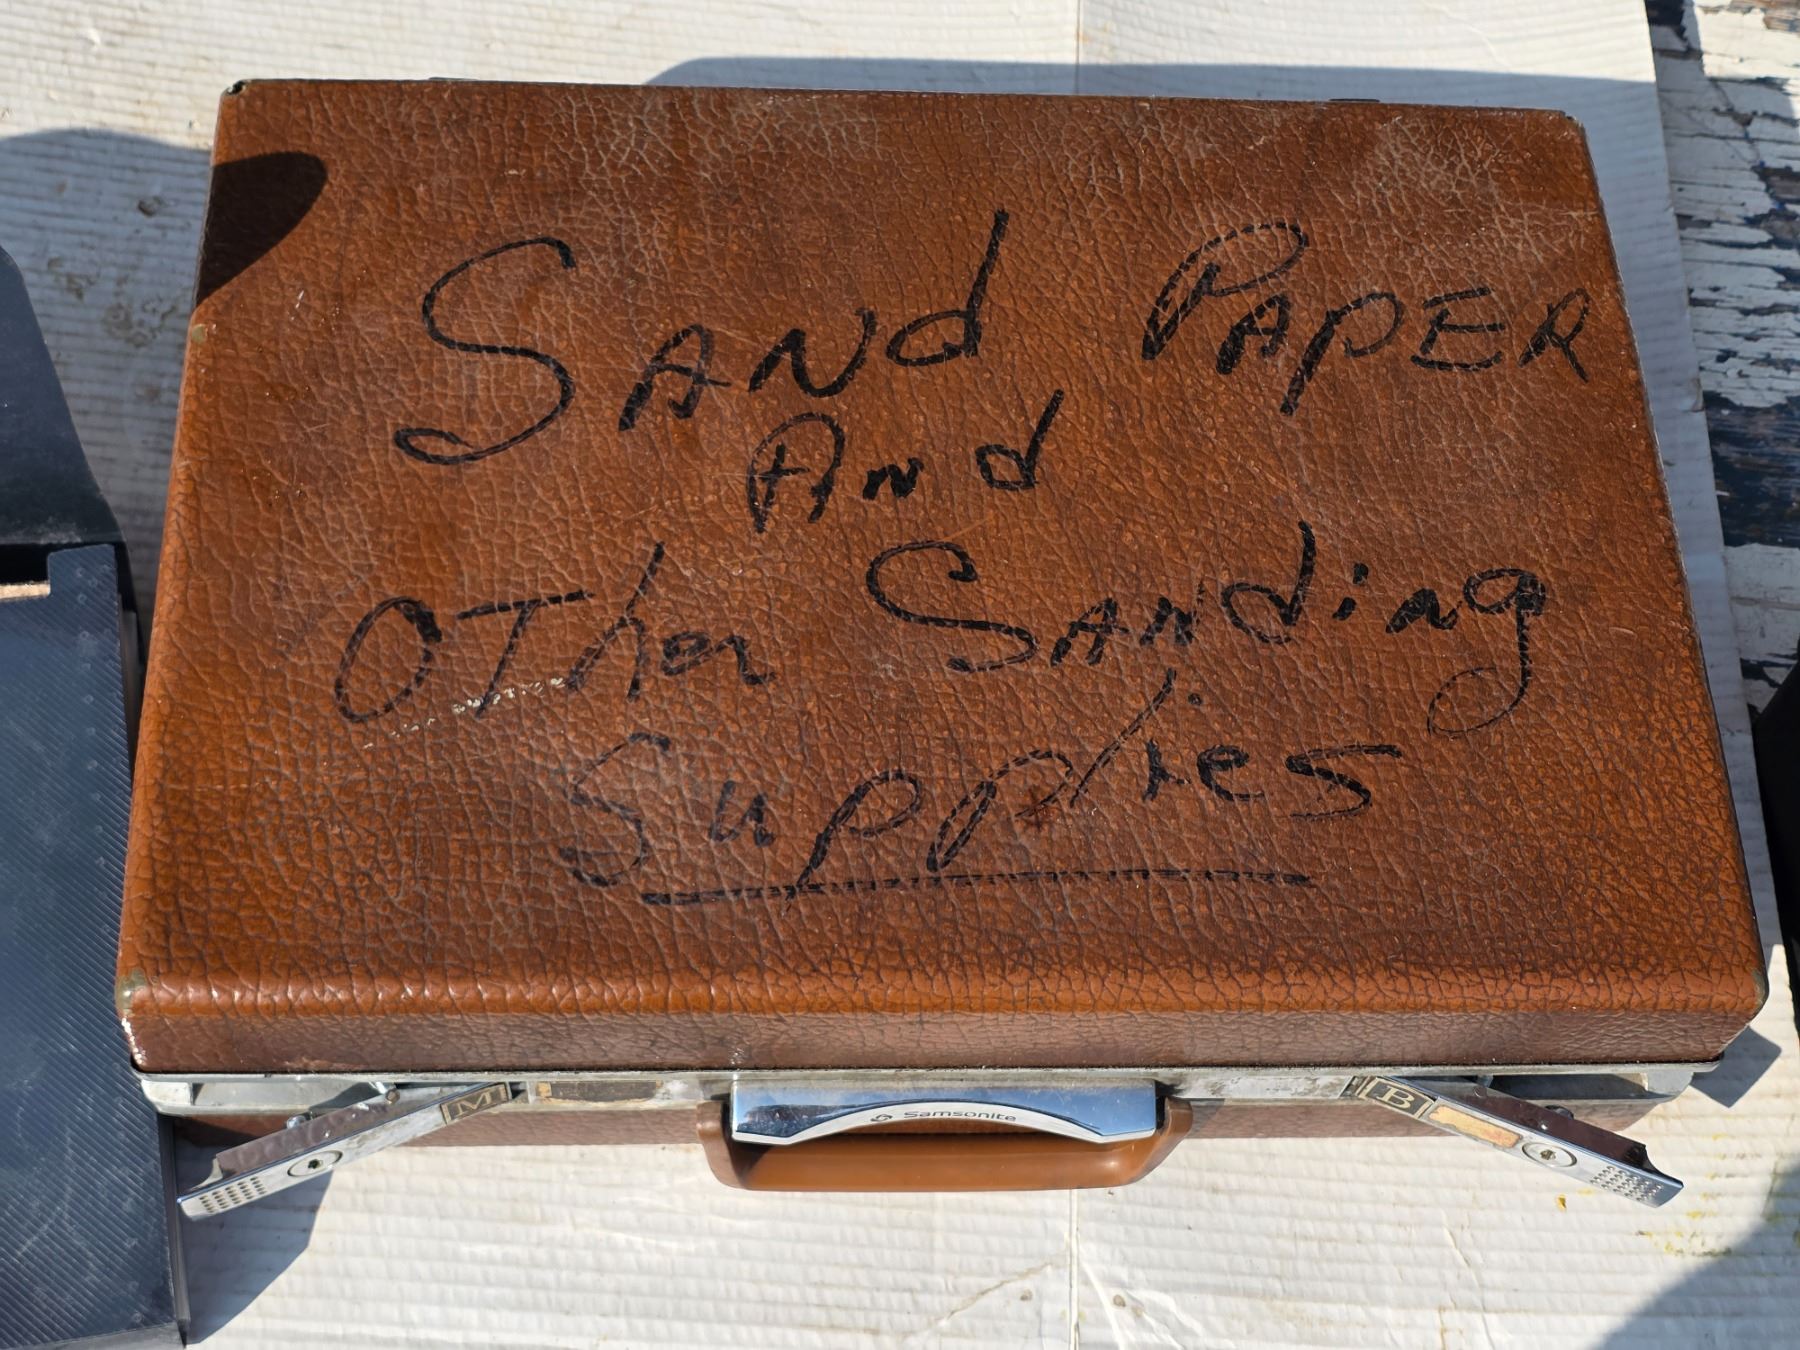 Sand Paper
And
Other Sanding
Supplies
M
Samsonite
B